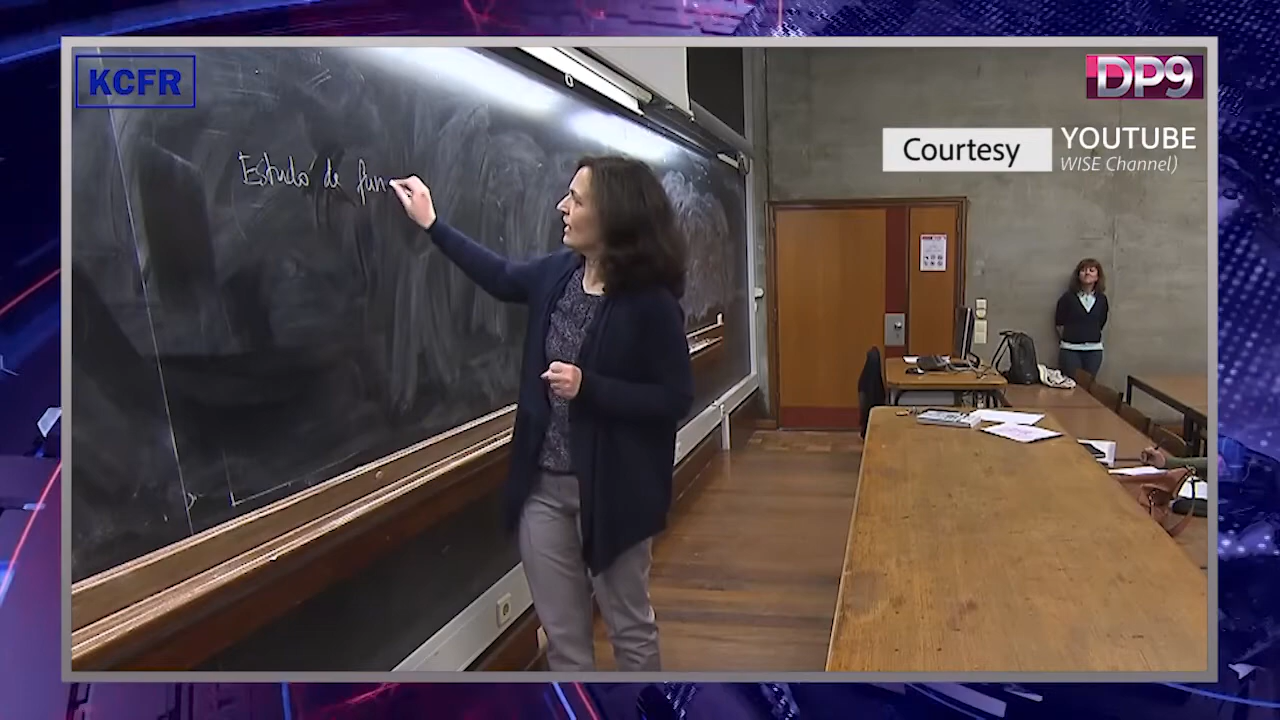 KCFR
DP9
Courtesy
YOUTUBE
WISE Channel)
Estudo de fun